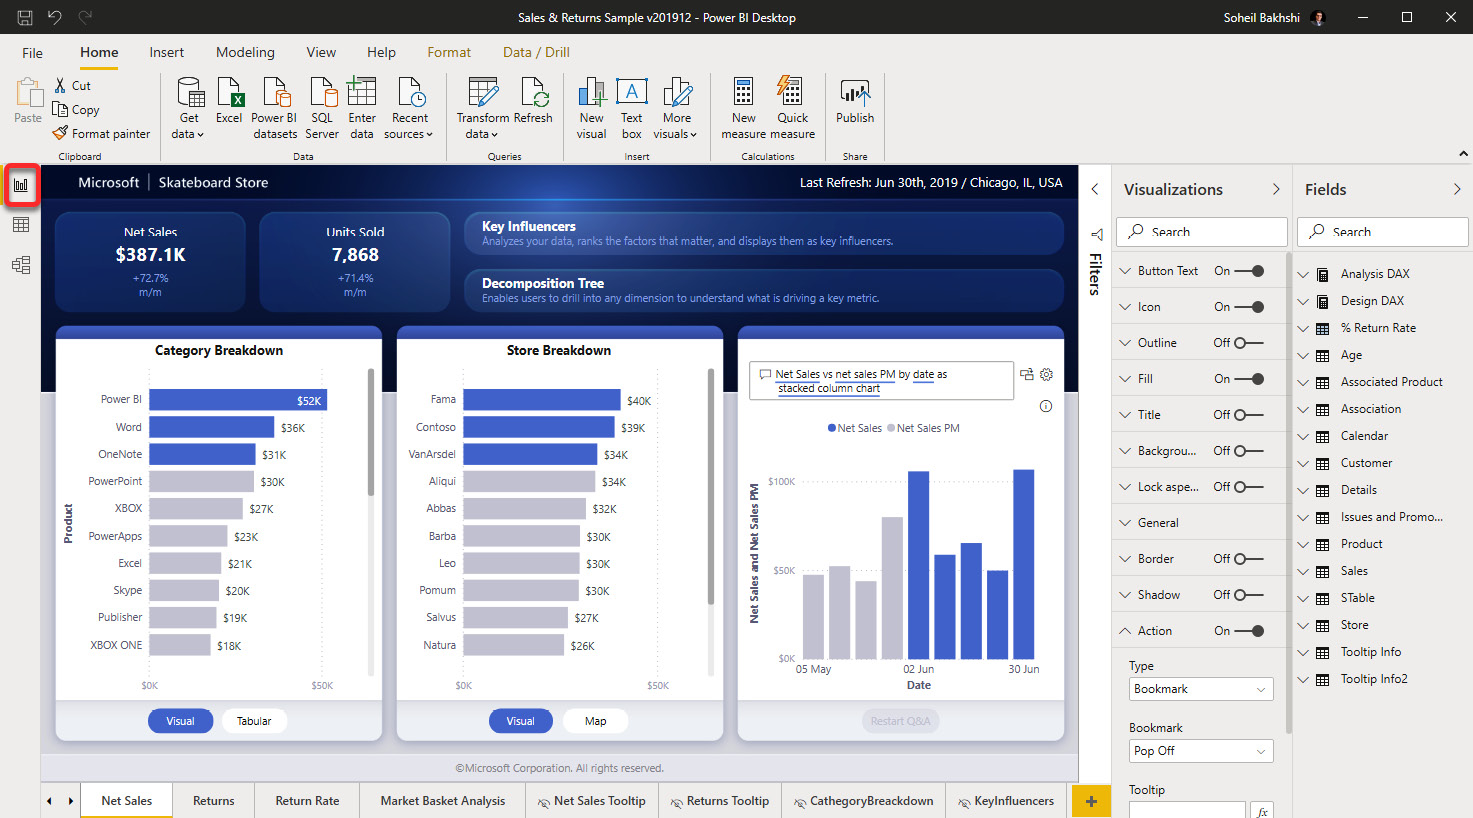 Sales & Returns Sample v201912 - Power BI Desktop
Soheil Bakhshi
File Home Insert Modeling View Help Format Data / Drill
Paste
Cut
Copy
Format painter
Clipboard
Get data
Excel
Power BI datasets
SQL Server
Enter data
Recent sources
Data
Transform data
Refresh
Queries
New visual
Text box
More visuals
Insert
New measure
Quick measure
Calculations
Publish
Share
Microsoft | Skateboard Store
Last Refresh: Jun 30th, 2019 / Chicago, IL, USA
Net Sales
$387.1K
+72.7%
m/m
Units Sold
7,868
+71.4%
m/m
Key Influencers
Analyzes your data, ranks the factors that matter, and displays them as key influencers.
Decomposition Tree
Enables users to drill into any dimension to understand what is driving a key metric.
Category Breakdown
Product
Power BI $52K
Word $36K
OneNote $31K
PowerPoint $30K
XBOX $27K
PowerApps $23K
Excel $21K
Skype $20K
Publisher $19K
XBOX ONE $18K
$0K $50K
Visual Tabular
Store Breakdown
Fama $40K
Contoso $39K
VanArsdel $34K
Aliqui $34K
Abbas $32K
Barba $30K
Leo $30K
Pomum $30K
Salvus $27K
Natura $26K
$0K $50K
Visual Map
Net Sales vs net sales PM by date as
stacked column chart
Net Sales Net Sales PM
Net Sales and Net Sales PM
$100K
$50K
$0K
05 May 02 Jun 30 Jun
Date
Restart Q&A
©Microsoft Corporation. All rights reserved.
Net Sales Returns Return Rate Market Basket Analysis Net Sales Tooltip Returns Tooltip CathegoryBreackdown KeyInfluencers +
Filters
Visualizations
Search
Button Text On
Icon On
Outline Off
Fill On
Title Off
Backgrou... Off
Lock aspe... Off
General
Border Off
Shadow Off
Action On
Type
Bookmark
Bookmark
Pop Off
Tooltip
fx
Fields
Search
Analysis DAX
Design DAX
% Return Rate
Age
Associated Product
Association
Calendar
Customer
Details
Issues and Promo...
Product
Sales
STable
Store
Tooltip Info
Tooltip Info2